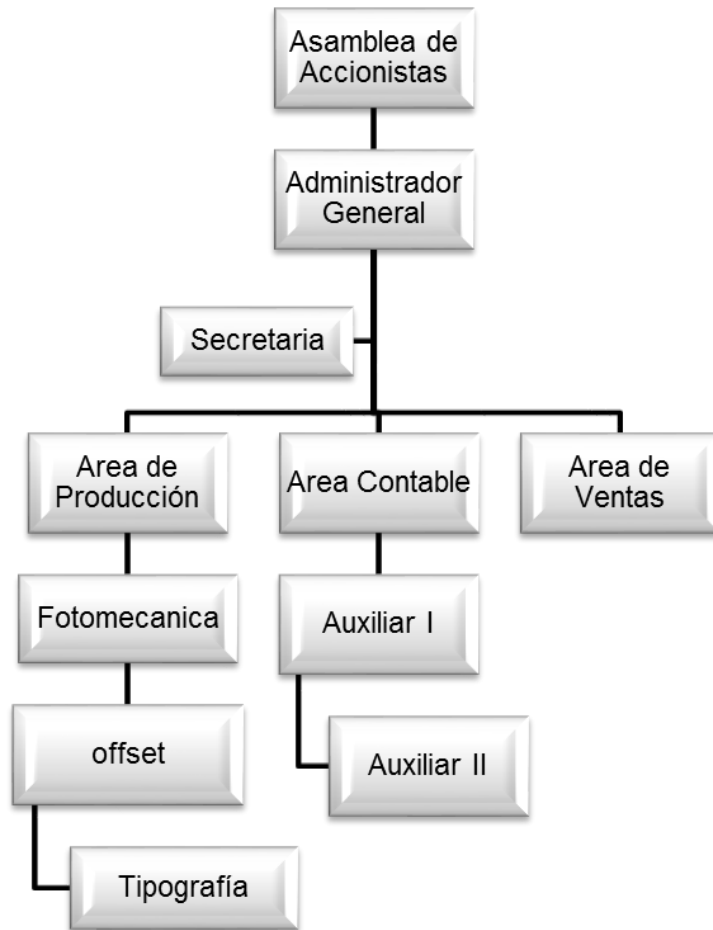 Asamblea de
Accionistas
Administrador
General
Secretaria
Area de
Producción
Area Contable
Area de
Ventas
Fotomecanica
Auxiliar I
offset
Auxiliar II
Tipografía